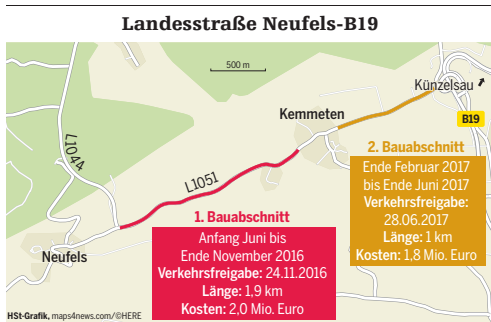 Landesstraße Neufels-B19
500 m
Künzelsau
B19
Kemmeten
L1044
L1051
Neufels
2. Bauabschnitt
Ende Februar 2017
bis Ende Juni 2017
Verkehrsfreigabe:
28.06.2017
Länge: 1 km
Kosten: 1,8 Mio. Euro
1. Bauabschnitt
Anfang Juni bis
Ende November 2016
Verkehrsfreigabe: 24.11.2016
Länge: 1,9 km
Kosten: 2,0 Mio. Euro
HSt-Grafik, maps4news.com/©HERE